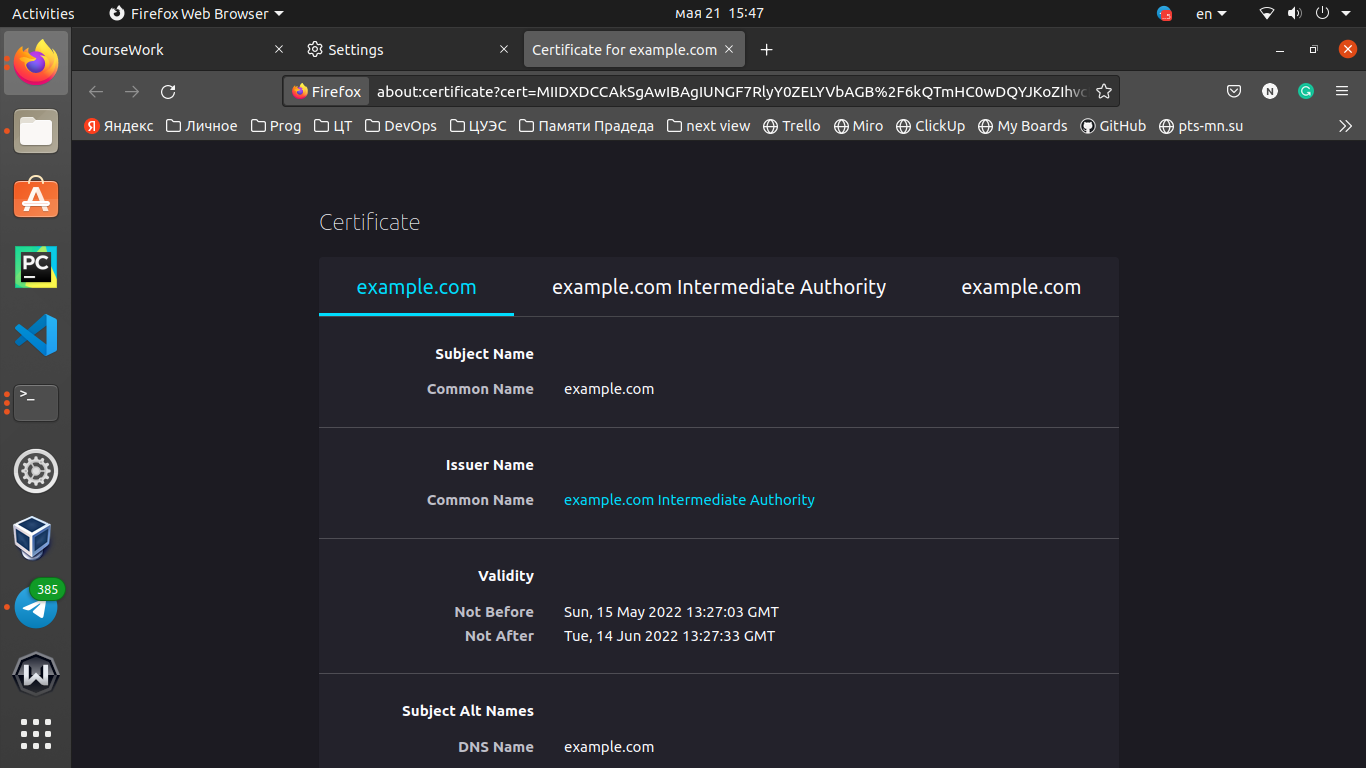 Activities Firefox Web Browser мая 21 15:47 en
CourseWork Settings Certificate for example.com
Firefox about:certificate?cert=MIIDXDCCAkSgAwIBAgIUNGF7RlyY0ZELYVbAGB%2F6kQTmHC0wDQYJKoZIhvc
Яндекс Личное Prog ЦТ DevOps ЦУЭС Памяти Прадеда next view Trello Miro ClickUp My Boards GitHub pts-mn.su
Certificate
example.com example.com Intermediate Authority example.com
Subject Name
Common Name example.com
Issuer Name
Common Name example.com Intermediate Authority
Validity
Not Before Sun, 15 May 2022 13:27:03 GMT
Not After Tue, 14 Jun 2022 13:27:33 GMT
Subject Alt Names
DNS Name example.com
PC
>_
385